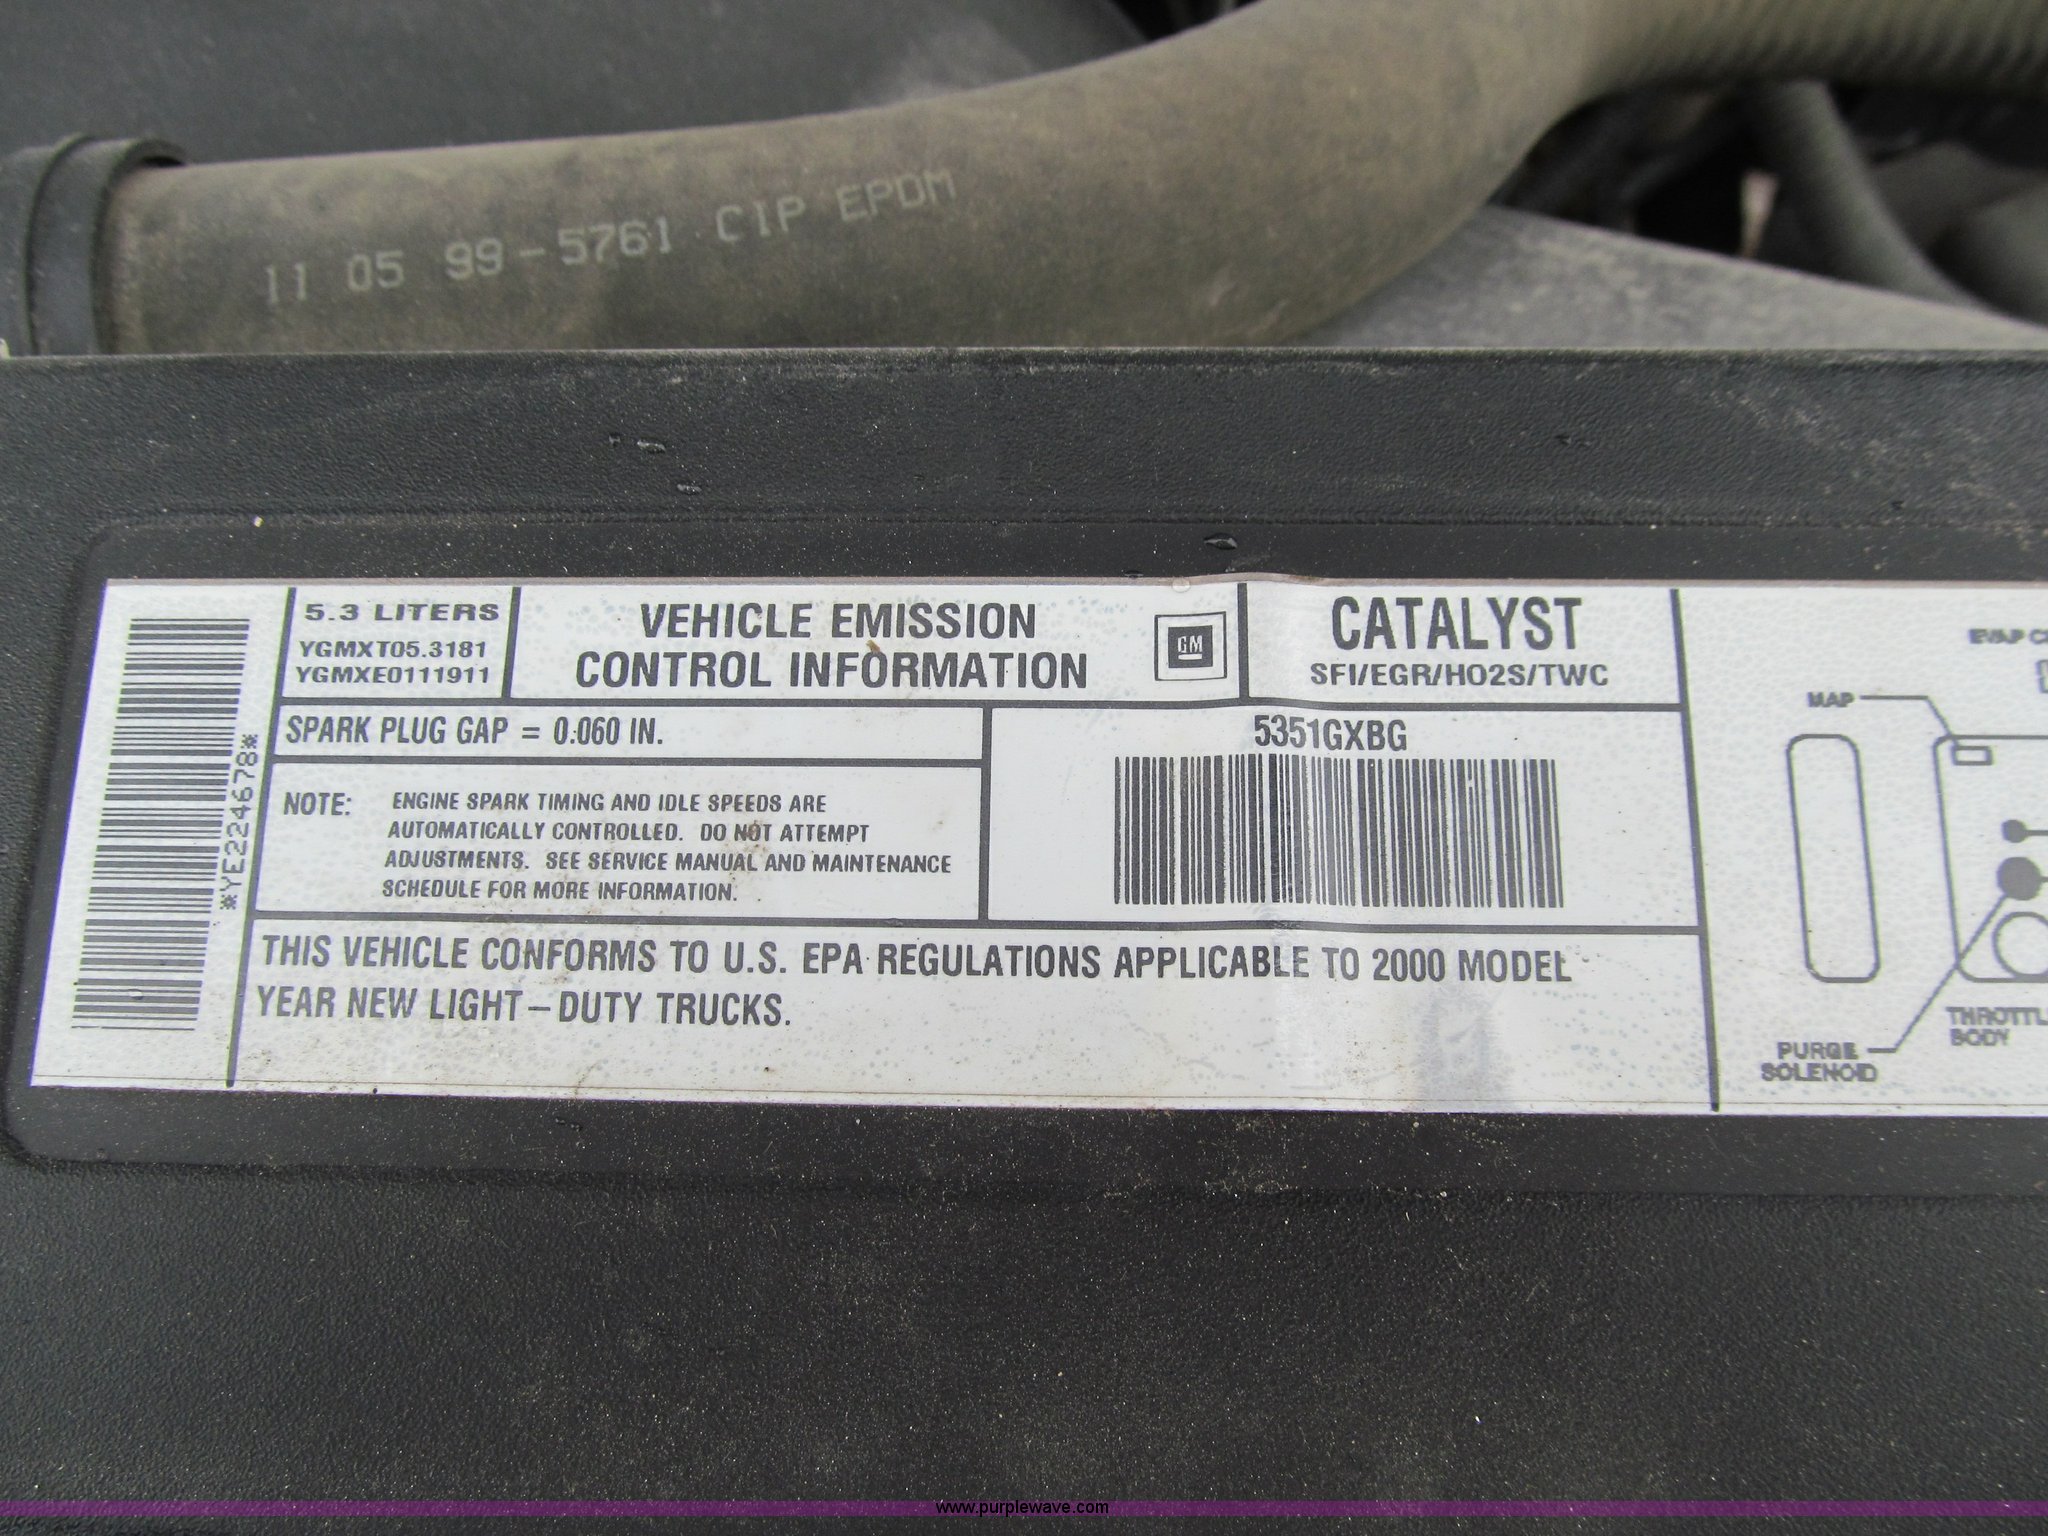 11 05 99-5761 C1P EPDM
*YE224678*
5.3 LITERS
YGMXT05.3181
YGMXE0111911
VEHICLE EMISSION
CONTROL INFORMATION
GM
CATALYST
SFI/EGR/HO2S/TWC
SPARK PLUG GAP = 0.060 IN.
NOTE: ENGINE SPARK TIMING AND IDLE SPEEDS ARE
AUTOMATICALLY CONTROLLED. DO NOT ATTEMPT
ADJUSTMENTS. SEE SERVICE MANUAL AND MAINTENANCE
SCHEDULE FOR MORE INFORMATION.
5351GXBG
THIS VEHICLE CONFORMS TO U.S. EPA REGULATIONS APPLICABLE TO 2000 MODEL
YEAR NEW LIGHT-DUTY TRUCKS.
EVAP
MAP
THROTTL
BODY
PURGE
SOLENOID
www.purplewave.com